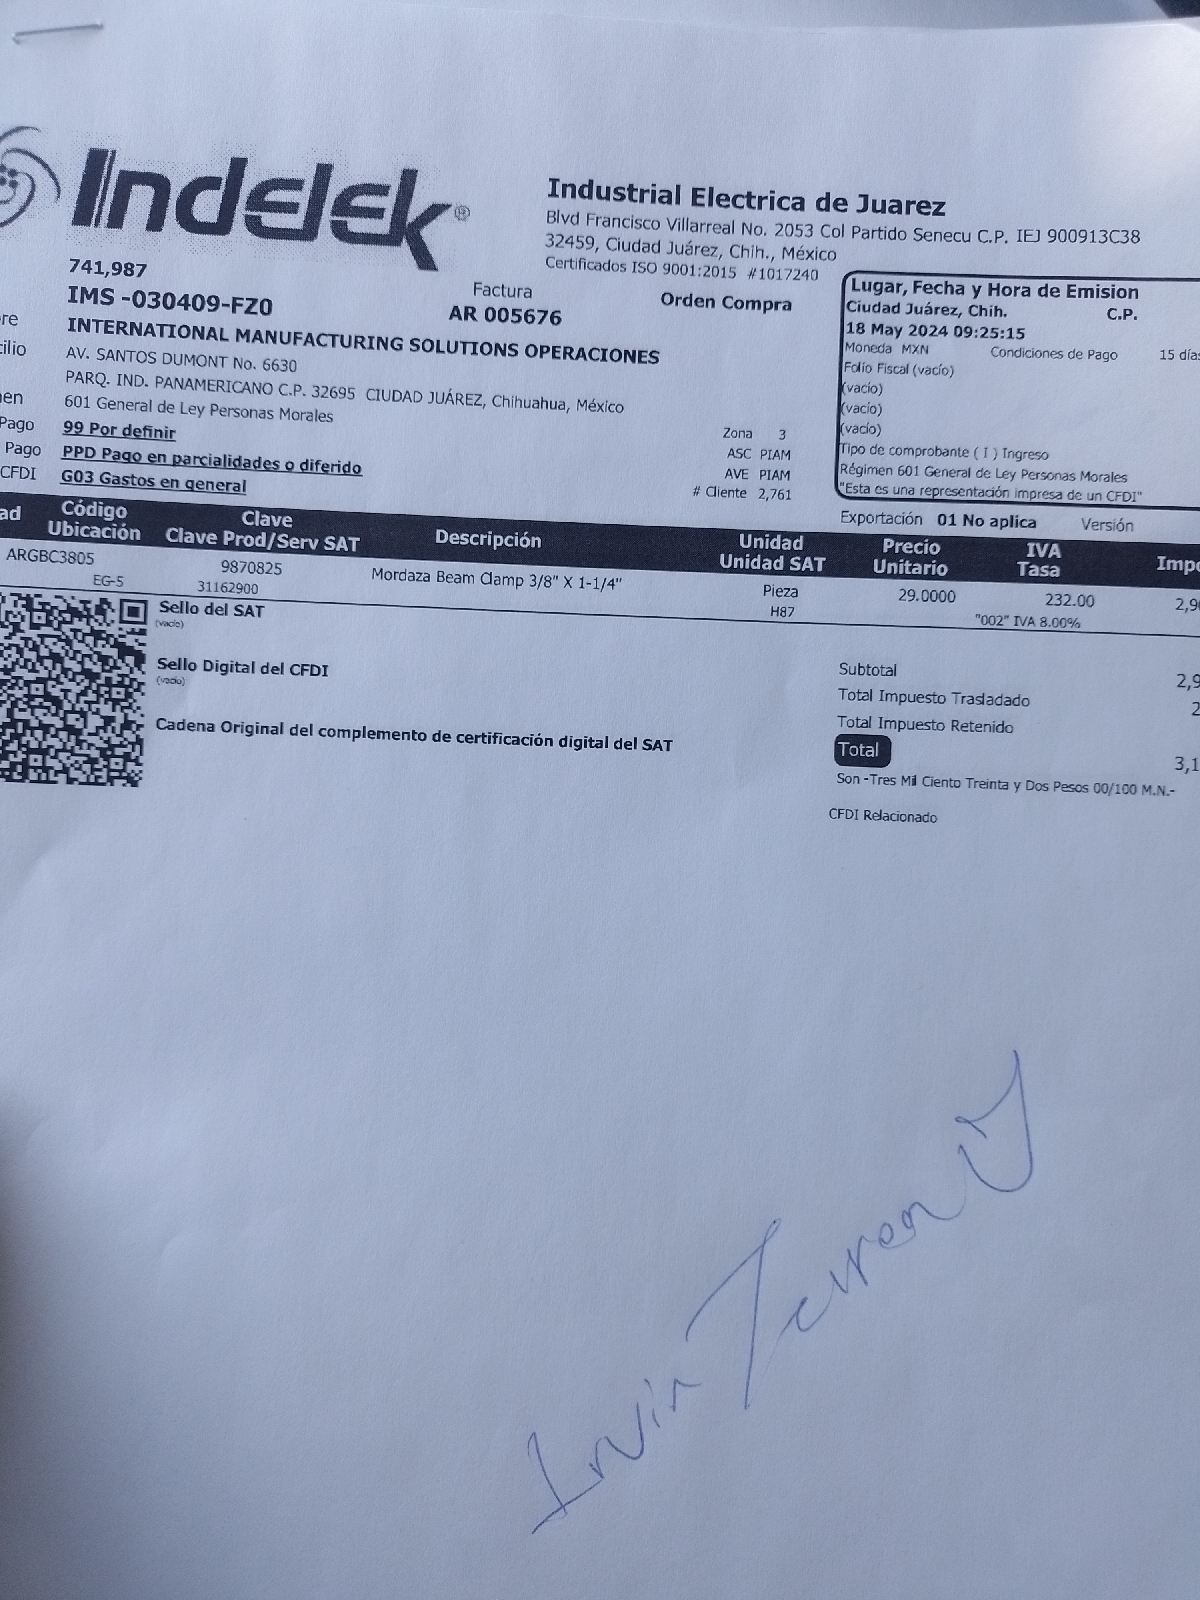 Indelek®
Industrial Electrica de Juarez
Blvd Francisco Villarreal No. 2053 Col Partido Senecu C.P. IEJ 900913C38
32459, Ciudad Juárez, Chih., México
Certificados ISO 9001:2015 #1017240
741,987
IMS -030409-FZ0
Factura
AR 005676
Orden Compra
INTERNATIONAL MANUFACTURING SOLUTIONS OPERACIONES
AV. SANTOS DUMONT No. 6630
PARQ. IND. PANAMERICANO C.P. 32695 CIUDAD JUÁREZ, Chihuahua, México
601 General de Ley Personas Morales
Pago 99 Por definir
Pago PPD Pago en parcialidades o diferido
CFDI G03 Gastos en general
Zona 3
ASC PIAM
AVE PIAM
# Cliente 2,761
Lugar, Fecha y Hora de Emision
Ciudad Juárez, Chih. C.P.
18 May 2024 09:25:15
Moneda MXN Condiciones de Pago 15 días
Folio Fiscal (vacío)
(vacío)
(vacío)
(vacío)
Tipo de comprobante ( I ) Ingreso
Régimen 601 General de Ley Personas Morales
"Esta es una representación impresa de un CFDI"
Exportación 01 No aplica Versión
ad Código Clave Descripción Unidad Precio IVA Impo
Ubicación Clave Prod/Serv SAT Unidad SAT Unitario Tasa
ARGBC3805 9870825 Mordaza Beam Clamp 3/8" X 1-1/4" Pieza 29.0000 232.00 2,90
EG-5 31162900 H87 "002" IVA 8.00%
Sello del SAT
(vacío)
Sello Digital del CFDI
(vacío)
Cadena Original del complemento de certificación digital del SAT
Subtotal 2,9
Total Impuesto Trasladado 2
Total Impuesto Retenido
Total 3,1
Son -Tres Mil Ciento Treinta y Dos Pesos 00/100 M.N.-
CFDI Relacionado
Irvin